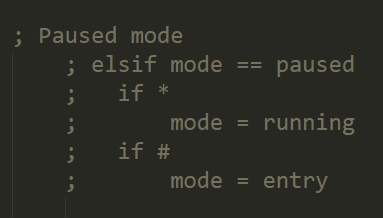 ; Paused mode
; elsif mode == paused
;   if *
;       mode = running
;   if #
;       mode = entry